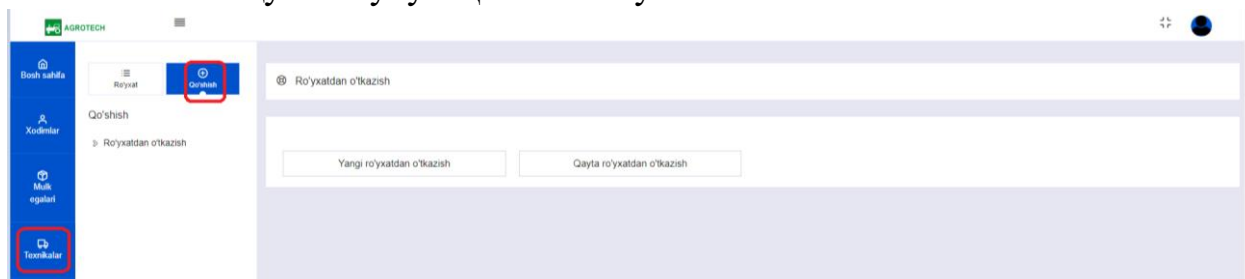 AGROTECH
Bosh sahifa
Ro'yxat
Qo'shish
Ro'yxatdan o'tkazish
Xodimlar
Qo'shish
Ro'yxatdan o'tkazish
Yangi ro'yxatdan o'tkazish
Qayta ro'yxatdan o'tkazish
Mulk
egalari
Texnikalar